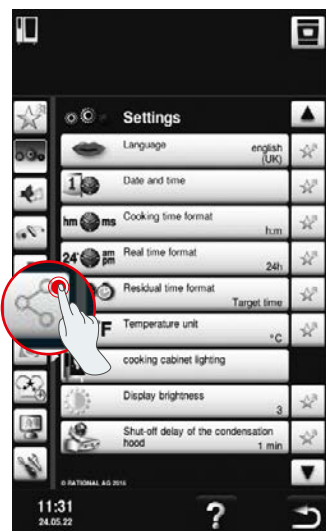 Settings
Language
english
(UK)
1
Date and time
hm ms
Cooking time format
h:m
24 am pm
Real time format
24h
Residual time format
Target time
F
Temperature unit
°C
cooking cabinet lighting
Display brightness
3
Shut-off delay of the condensation
hood
1 min
© RATIONAL AG 2016
11:31
24.05.22
?